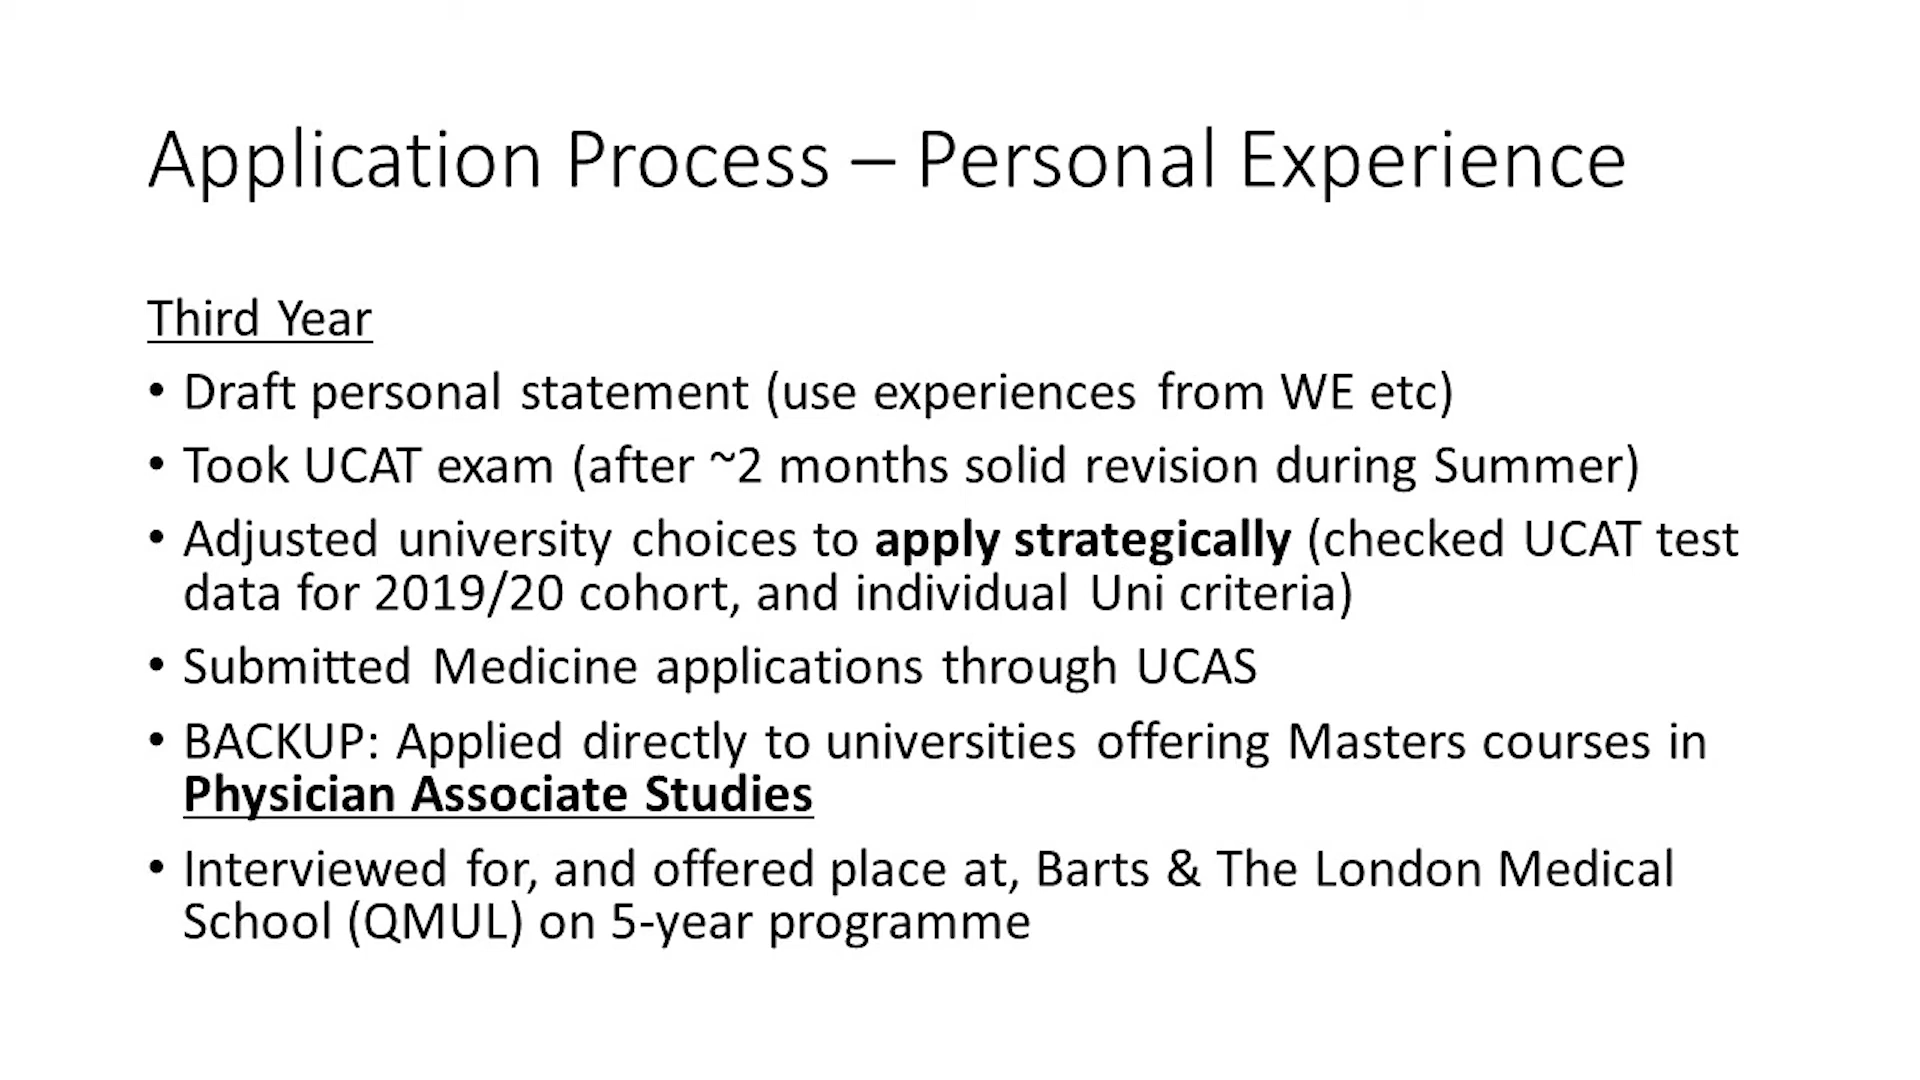 Application Process – Personal Experience
Third Year
• Draft personal statement (use experiences from WE etc)
• Took UCAT exam (after ~2 months solid revision during Summer)
• Adjusted university choices to apply strategically (checked UCAT test
data for 2019/20 cohort, and individual Uni criteria)
• Submitted Medicine applications through UCAS
• BACKUP: Applied directly to universities offering Masters courses in
Physician Associate Studies
• Interviewed for, and offered place at, Barts & The London Medical
School (QMUL) on 5-year programme